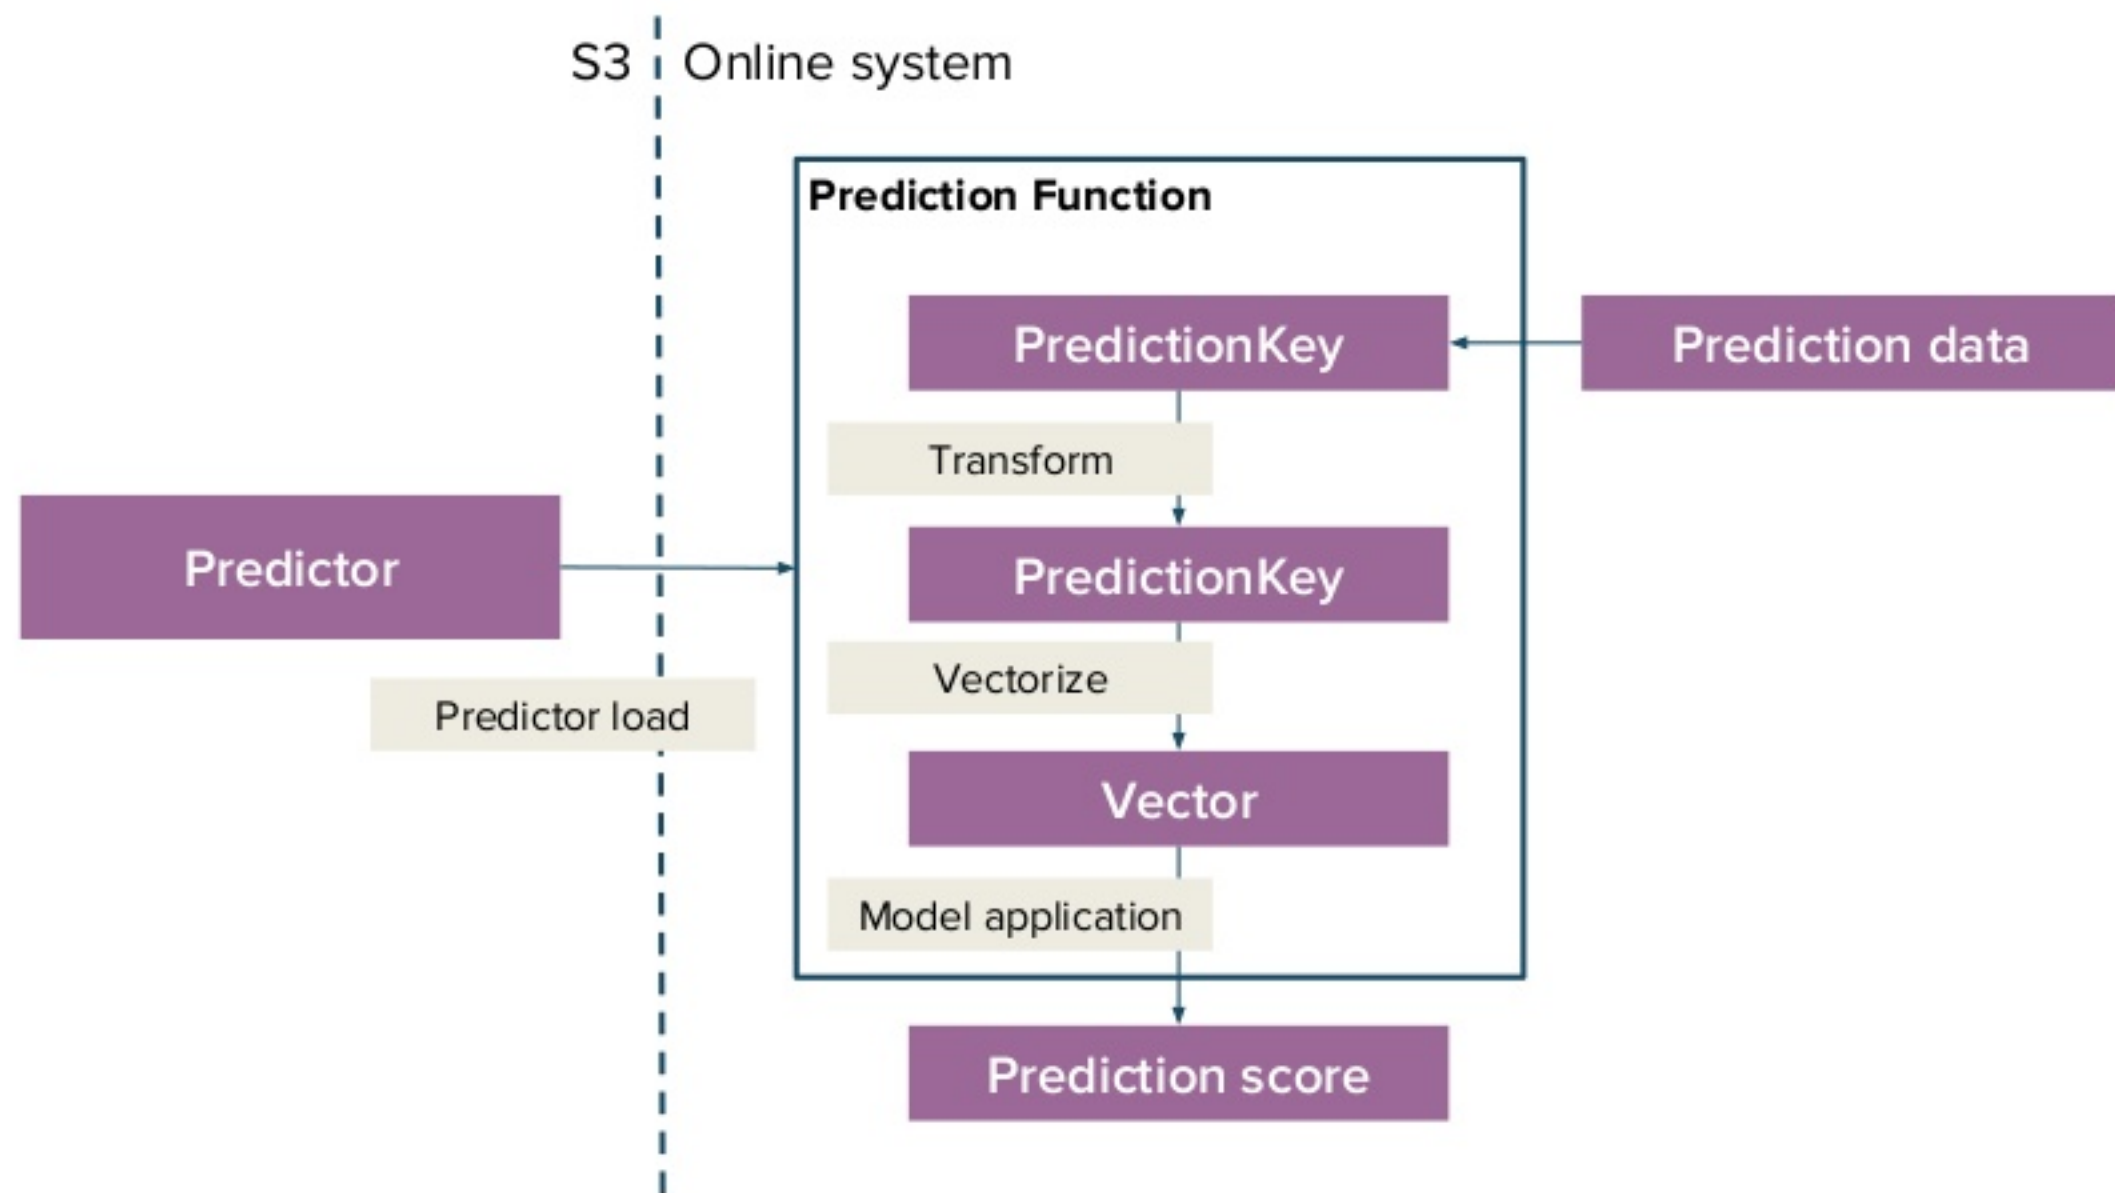 S3
Online system
Prediction Function
PredictionKey
Prediction data
Transform
Predictor
PredictionKey
Vectorize
Predictor load
Vector
Model application
Prediction score